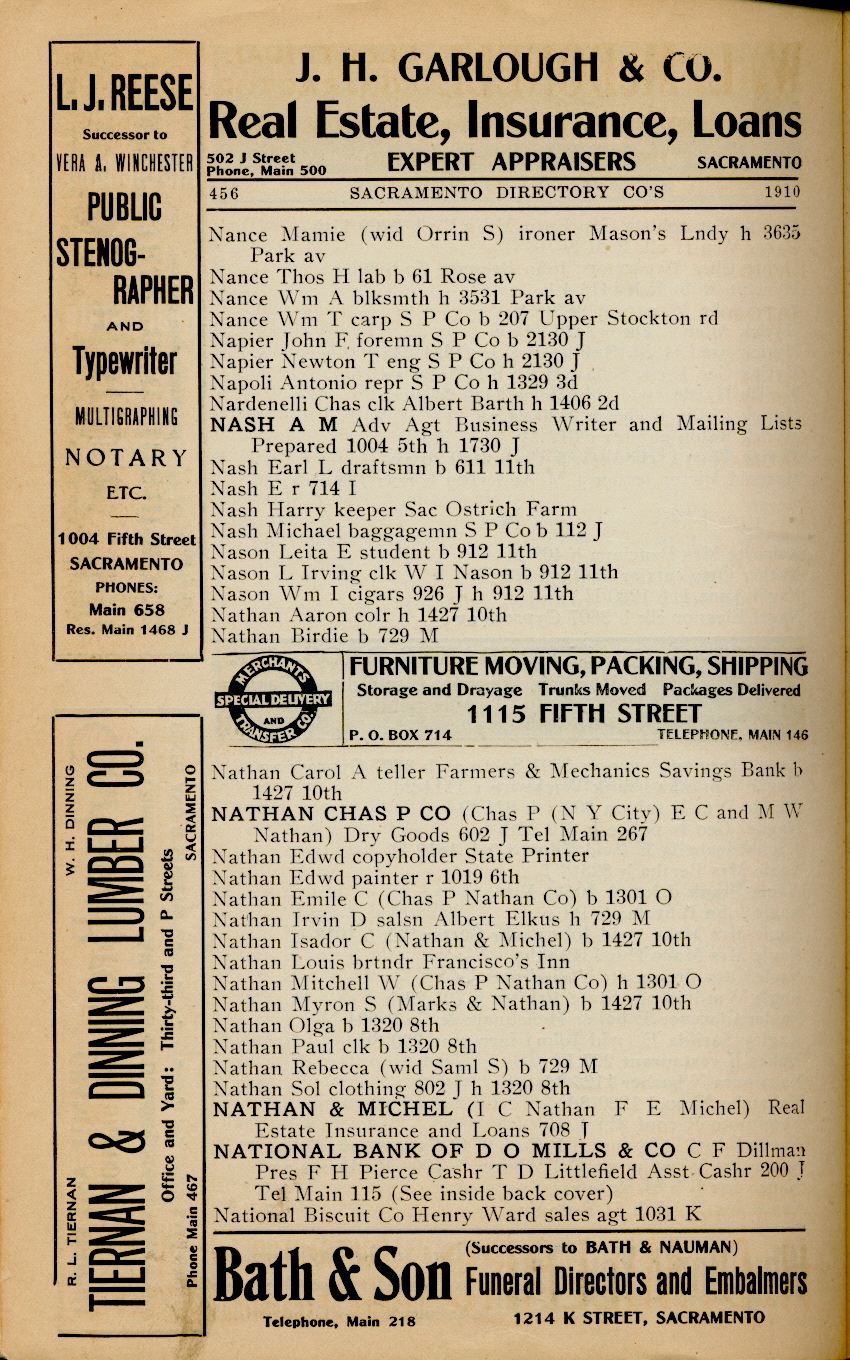 J. H. GARLOUGH & CO.
Real Estate, Insurance, Loans
502 J Street
Phone, Main 500
EXPERT APPRAISERS
SACRAMENTO
456 SACRAMENTO DIRECTORY CO'S 1910
L. J. REESE
Successor to
VERA A. WINCHESTER
PUBLIC
STENOG-
RAPHER
AND
Typewriter
MULTIGRAPHING
NOTARY
ETC.
1004 Fifth Street
SACRAMENTO
PHONES:
Main 658
Res. Main 1468 J
Nance Mamie (wid Orrin S) ironer Mason's Lndy h 3635
Park av
Nance Thos H lab b 61 Rose av
Nance Wm A blksmth h 3531 Park av
Nance Wm T carp S P Co b 207 Upper Stockton rd
Napier John F foremn S P Co b 2130 J
Napier Newton T eng S P Co h 2130 J
Napoli Antonio repr S P Co h 1329 3d
Nardenelli Chas clk Albert Barth h 1406 2d
NASH A M Adv Agt Business Writer and Mailing Lists
Prepared 1004 5th h 1730 J
Nash Earl L draftsmn b 611 11th
Nash E r 714 I
Nash Harry keeper Sac Ostrich Farm
Nash Michael baggagemn S P Co b 112 J
Nason Leita E student b 912 11th
Nason L Irving clk W I Nason b 912 11th
Nason Wm I cigars 926 J h 912 11th
Nathan Aaron colr h 1427 10th
Nathan Birdie b 729 M
MERCHANTS
SPECIAL DELIVERY
AND
TRANSFER CO.
FURNITURE MOVING, PACKING, SHIPPING
Storage and Drayage Trunks Moved Packages Delivered
1115 FIFTH STREET
P. O. BOX 714 TELEPHONE, MAIN 146
Nathan Carol A teller Farmers & Mechanics Savings Bank b
1427 10th
NATHAN CHAS P CO (Chas P (N Y City) E C and M W
Nathan) Dry Goods 602 J Tel Main 267
Nathan Edwd copyholder State Printer
Nathan Edwd painter r 1019 6th
Nathan Emile C (Chas P Nathan Co) b 1301 O
Nathan Irvin D salsn Albert Elkus h 729 M
Nathan Isador C (Nathan & Michel) b 1427 10th
Nathan Louis brtndr Francisco's Inn
Nathan Mitchell W (Chas P Nathan Co) h 1301 O
Nathan Myron S (Marks & Nathan) b 1427 10th
Nathan Olga b 1320 8th
Nathan Paul clk b 1320 8th
Nathan Rebecca (wid Saml S) b 729 M
Nathan Sol clothing 802 J h 1320 8th
NATHAN & MICHEL (I C Nathan F E Michel) Real
Estate Insurance and Loans 708 J
NATIONAL BANK OF D O MILLS & CO C F Dillman
Pres F H Pierce Cashr T D Littlefield Asst Cashr 200 J
Tel Main 115 (See inside back cover)
National Biscuit Co Henry Ward sales agt 1031 K
R. L. TIERNAN W. H. DINNING
TIERNAN & DINNING LUMBER CO.
Office and Yard: Thirty-third and P Streets
Phone Main 467 SACRAMENTO
Bath & Son
(Successors to BATH & NAUMAN)
Funeral Directors and Embalmers
Telephone, Main 218
1214 K STREET, SACRAMENTO